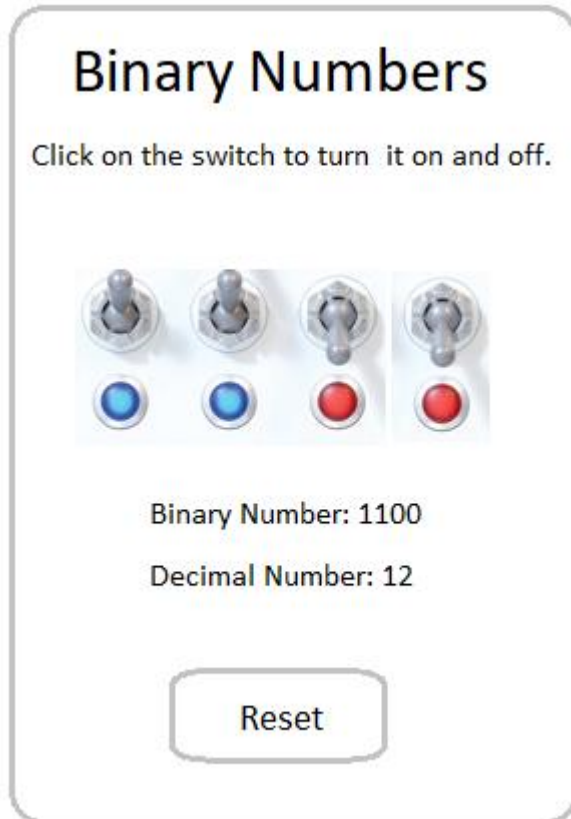 Binary Numbers
Click on the switch to turn  it on and off.
Binary Number: 1100
Decimal Number: 12
Reset